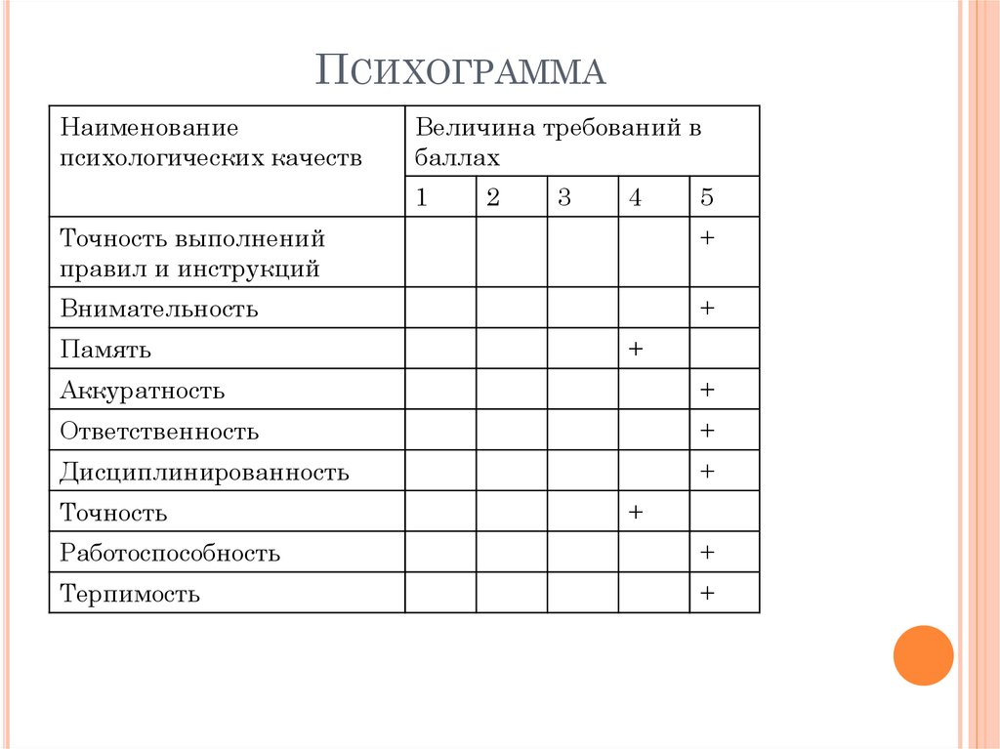 Психограмма
Наименование
психологических качеств
Величина требований в
баллах
1 2 3 4 5
Точность выполнений
правил и инструкций
+
Внимательность +
Память +
Аккуратность +
Ответственность +
Дисциплинированность +
Точность +
Работоспособность +
Терпимость +